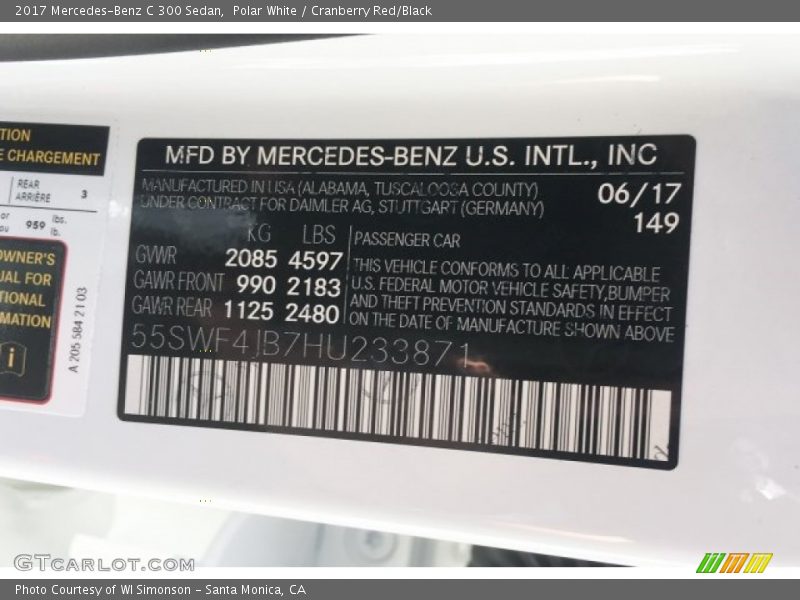 2017 Mercedes-Benz C 300 Sedan,  Polar White / Cranberry Red/Black
TION
E CHARGEMENT
REAR
ARRIÈRE
3
or
ou
959
lbs.
lb.
OWNER'S
UAL FOR
TIONAL
MATION
i
A 205 584 21 03
MFD BY MERCEDES-BENZ U.S. INTL., INC
MANUFACTURED IN USA (ALABAMA, TUSCALOOSA COUNTY)
UNDER CONTRACT FOR DAIMLER AG, STUTTGART (GERMANY)
06/17
149
KG LBS
GVWR 2085 4597
GAWR FRONT 990 2183
GAWR REAR 1125 2480
PASSENGER CAR
THIS VEHICLE CONFORMS TO ALL APPLICABLE
U.S. FEDERAL MOTOR VEHICLE SAFETY, BUMPER
AND THEFT PREVENTION STANDARDS IN EFFECT
ON THE DATE OF MANUFACTURE SHOWN ABOVE
55SWF4JB7HU233871
GTCARLOT.COM
Photo Courtesy of WI Simonson - Santa Monica, CA